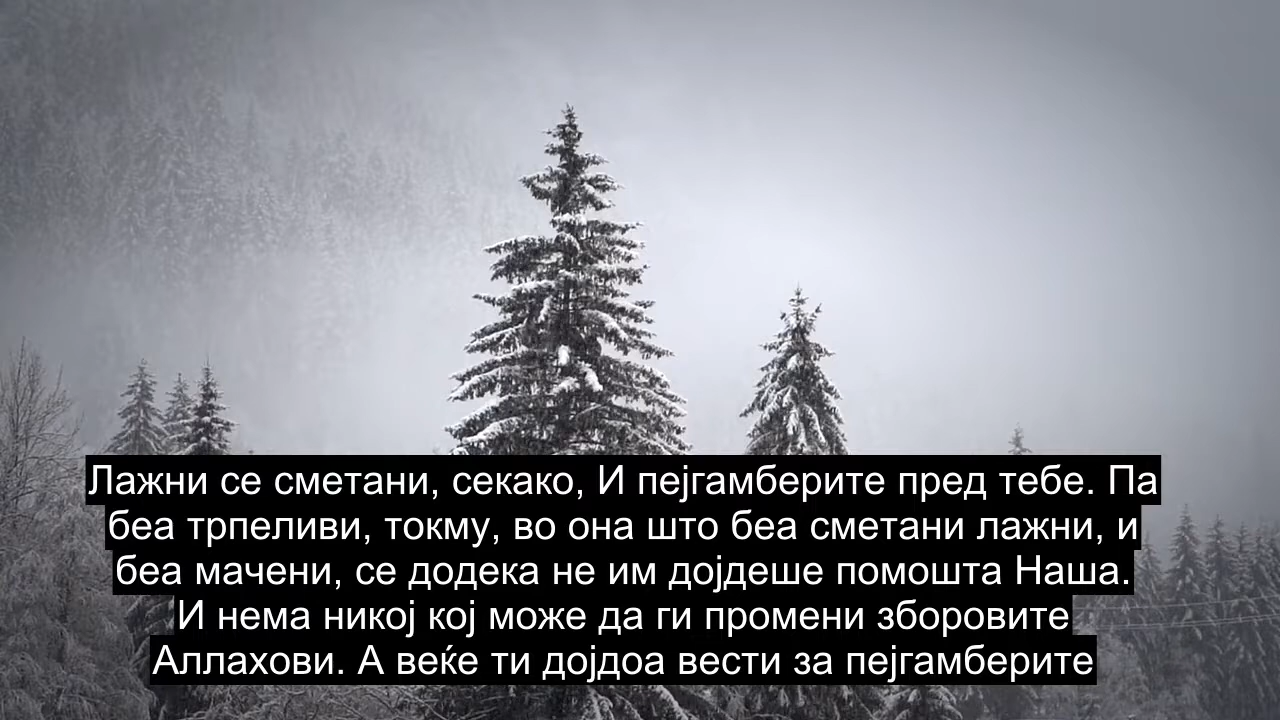 Лажни се сметани, секако, И пејгамберите пред тебе. Па
беа трпеливи, токму, во она што беа сметани лажни, и
беа мачени, се додека не им дојдеше помошта Наша.
И нема никој кој може да ги промени зборовите
Аллахови. А веќе ти дојдоа вести за пејгамберите